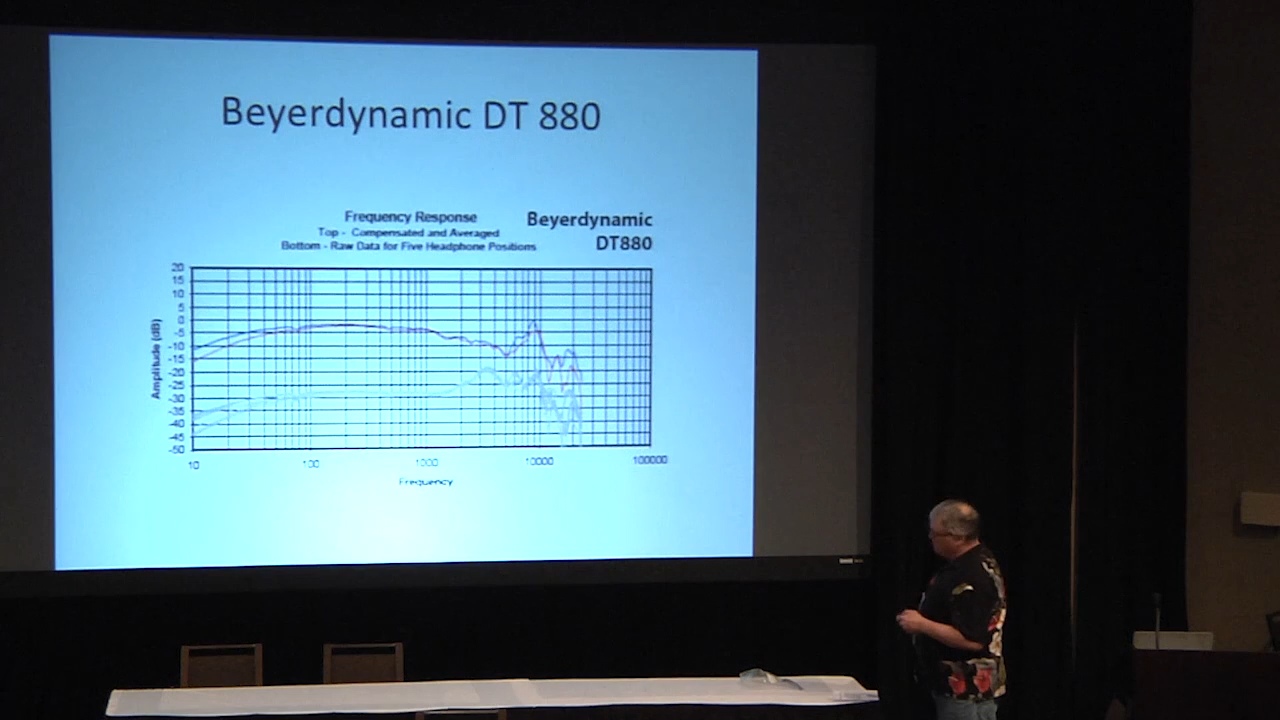 Beyerdynamic DT 880
Frequency Response
Top - Compensated and Averaged
Bottom - Raw Data for Five Headphone Positions
Beyerdynamic
DT880
Amplitude (dB)
20
15
10
5
0
-5
-10
-15
-20
-25
-30
-35
-40
-45
-50
10 100 1000 10000 100000
Frequency